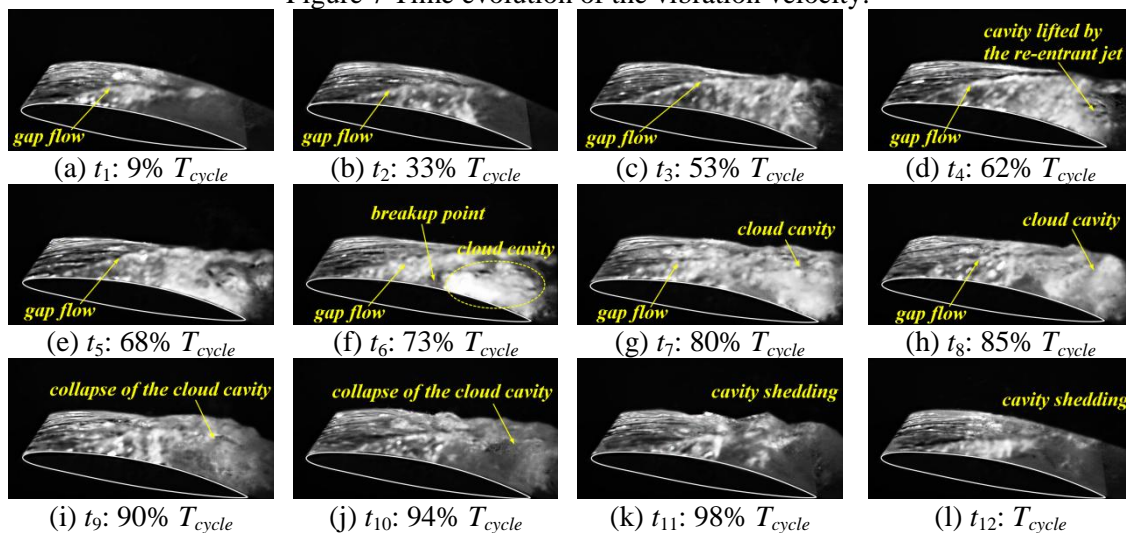 Figure 7 Time evolution of the vibration velocity.
gap flow
gap flow
gap flow
cavity lifted by
the re-entrant jet
gap flow
(a) t1: 9% Tcycle
(b) t2: 33% Tcycle
(c) t3: 53% Tcycle
(d) t4: 62% Tcycle
gap flow
breakup point
cloud cavity
gap flow
cloud cavity
gap flow
cloud cavity
gap flow
(e) t5: 68% Tcycle
(f) t6: 73% Tcycle
(g) t7: 80% Tcycle
(h) t8: 85% Tcycle
collapse of the cloud cavity
collapse of the cloud cavity
cavity shedding
cavity shedding
(i) t9: 90% Tcycle
(j) t10: 94% Tcycle
(k) t11: 98% Tcycle
(l) t12: Tcycle